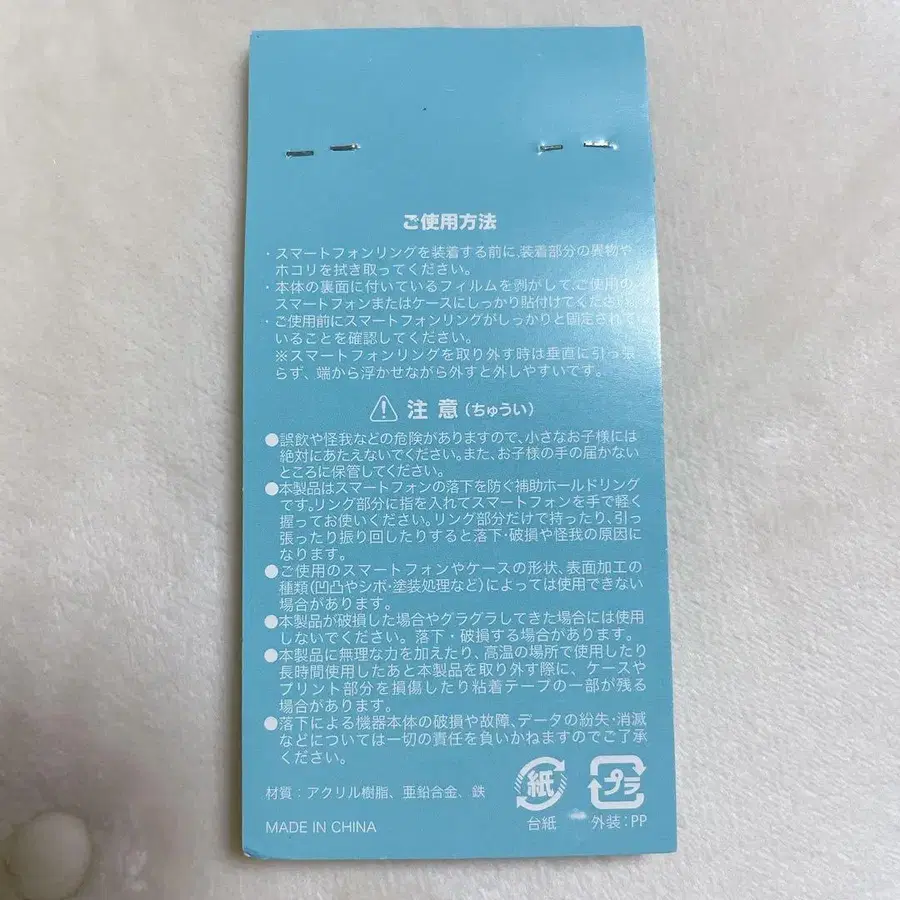 ご使用方法
・スマートフォンリングを装着する前に、装着部分の異物や
ホコリを拭き取ってください。
・本体の裏面に付いているフィルムを剥がして、ご使用の
スマートフォンまたはケースにしっかり貼付けてください。
・ご使用前にスマートフォンリングがしっかりと固定されて
いることを確認してください。
※スマートフォンリングを取り外す時は垂直に引っ張
らず、端から浮かせながら外すと外しやすいです。
注意(ちゅうい)
●誤飲や怪我などの危険がありますので、小さなお子様には
絶対にあたえないでください。また、お子様の手の届かない
ところに保管してください。
●本製品はスマートフォンの落下を防ぐ補助ホールドリング
です。リング部分に指を入れてスマートフォンを手で軽く
握ってお使いください。リング部分だけで持ったり、引っ
張ったり振り回したりすると落下・破損や怪我の原因に
なります。
●ご使用のスマートフォンやケースの形状、表面加工の
種類(凹凸やシボ・塗装処理など)によっては使用できない
場合があります。
●本製品が破損した場合やグラグラしてきた場合には使用
しないでください。落下・破損する場合があります。
●本製品に無理な力を加えたり、高温の場所で使用したり
長時間使用したあと本製品を取り外す際に、ケースや
プリント部分を損傷したり粘着テープの一部が残る
場合があります。
●落下による機器本体の破損や故障、データの紛失・消滅
などについては一切の責任を負いかねますのでご了承
ください。
材質：アクリル樹脂、亜鉛合金、鉄
MADE IN CHINA
紙
台紙
プラ
外装：PP